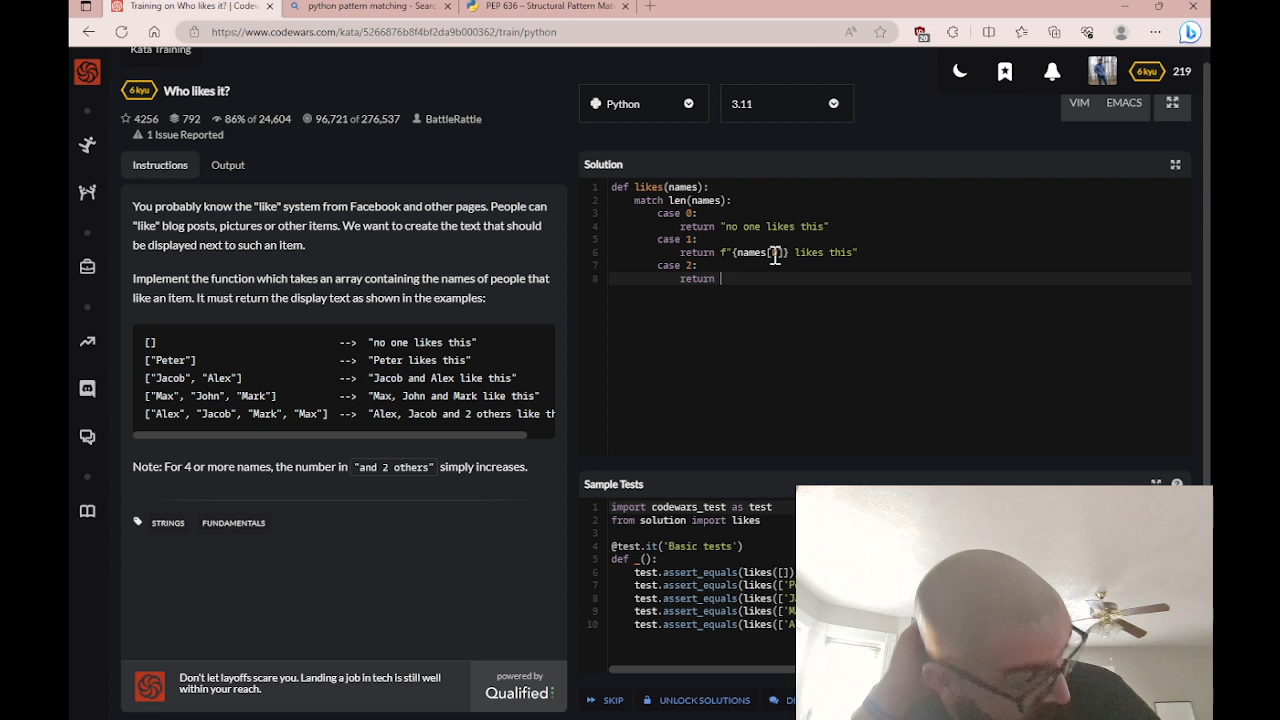 Training on Who likes it? | Codew
python pattern matching - Searc
PEP 636 – Structural Pattern Mat
https://www.codewars.com/kata/5266876b8f4bf2da9b000362/train/python
20
Kata Training
6 kyu Who likes it?
4256 792 86% of 24,604 96,721 of 276,537 BattleRattle
1 Issue Reported
6 kyu 219
Python
3.11
VIM EMACS
Instructions Output
You probably know the "like" system from Facebook and other pages. People can
"like" blog posts, pictures or other items. We want to create the text that should
be displayed next to such an item.
Implement the function which takes an array containing the names of people that
like an item. It must return the display text as shown in the examples:
[] --> "no one likes this"
["Peter"] --> "Peter likes this"
["Jacob", "Alex"] --> "Jacob and Alex like this"
["Max", "John", "Mark"] --> "Max, John and Mark like this"
["Alex", "Jacob", "Mark", "Max"] --> "Alex, Jacob and 2 others like th
Note: For 4 or more names, the number in "and 2 others" simply increases.
STRINGS FUNDAMENTALS
Don't let layoffs scare you. Landing a job in tech is still well
within your reach.
powered by
Qualified
Solution
1 def likes(names):
2 match len(names):
3 case 0:
4 return "no one likes this"
5 case 1:
6 return f"{names[0]} likes this"
7 case 2:
8 return
Sample Tests
1 import codewars_test as test
2 from solution import likes
3
4 @test.it('Basic tests')
5 def _():
6 test.assert_equals(likes([])
7 test.assert_equals(likes(['P
8 test.assert_equals(likes(['J
9 test.assert_equals(likes(['M
10 test.assert_equals(likes(['A
SKIP UNLOCK SOLUTIONS DI